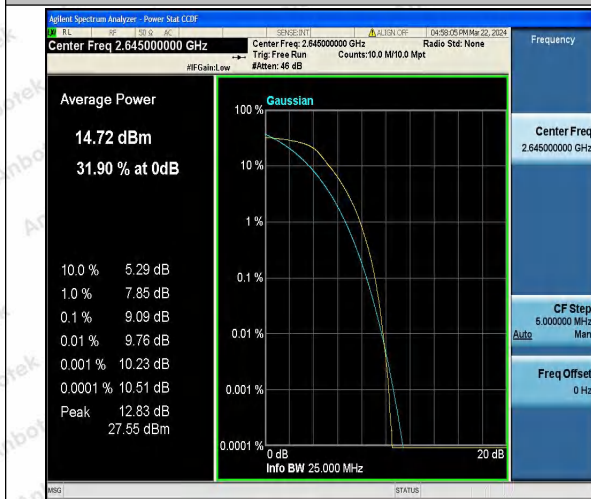 Agilent Spectrum Analyzer - Power Stat CCDF
RL RF 50 Ω AC SENSE:INT ALIGN OFF 04:58:05 PM Mar 22, 2024
Center Freq 2.645000000 GHz
Center Freq: 2.645000000 GHz
Radio Std: None
Trig: Free Run Counts:10.0 M/10.0 Mpt
#IFGain:Low #Atten: 46 dB
Frequency
Average Power
14.72 dBm
31.90 % at 0dB
10.0 % 5.29 dB
1.0 % 7.85 dB
0.1 % 9.09 dB
0.01 % 9.76 dB
0.001 % 10.23 dB
0.0001 % 10.51 dB
Peak 12.83 dB
27.55 dBm
100 %
Gaussian
10 %
1 %
0.1 %
0.01 %
0.001 %
0.0001 %
0 dB
20 dB
Info BW 25.000 MHz
Center Freq
2.645000000 GHz
CF Step
5.000000 MHz
Auto Man
Freq Offset
0 Hz
MSG
STATUS